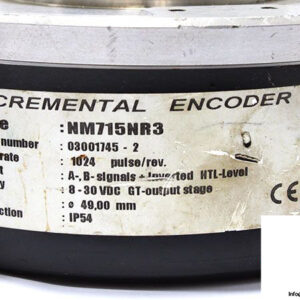 CREMENTAL ENCODER
e : NM715NR3
number : 03001745 - 2
rate : 1024 pulse/rev.
t : A-, B-signals + Inverted HTL-Level
: 8 - 30 VDC GT-output stage
: ø 49,00 mm
ction : IP54
CE